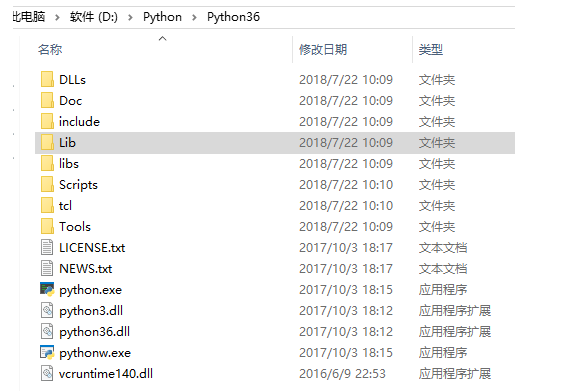 此电脑 > 软件 (D:) > Python > Python36
名称 修改日期 类型
DLLs 2018/7/22 10:09 文件夹
Doc 2018/7/22 10:09 文件夹
include 2018/7/22 10:09 文件夹
Lib 2018/7/22 10:09 文件夹
libs 2018/7/22 10:09 文件夹
Scripts 2018/7/22 10:10 文件夹
tcl 2018/7/22 10:10 文件夹
Tools 2018/7/22 10:09 文件夹
LICENSE.txt 2017/10/3 18:17 文本文档
NEWS.txt 2017/10/3 18:17 文本文档
python.exe 2017/10/3 18:15 应用程序
python3.dll 2017/10/3 18:12 应用程序扩展
python36.dll 2017/10/3 18:12 应用程序扩展
pythonw.exe 2017/10/3 18:15 应用程序
vcruntime140.dll 2016/6/9 22:53 应用程序扩展